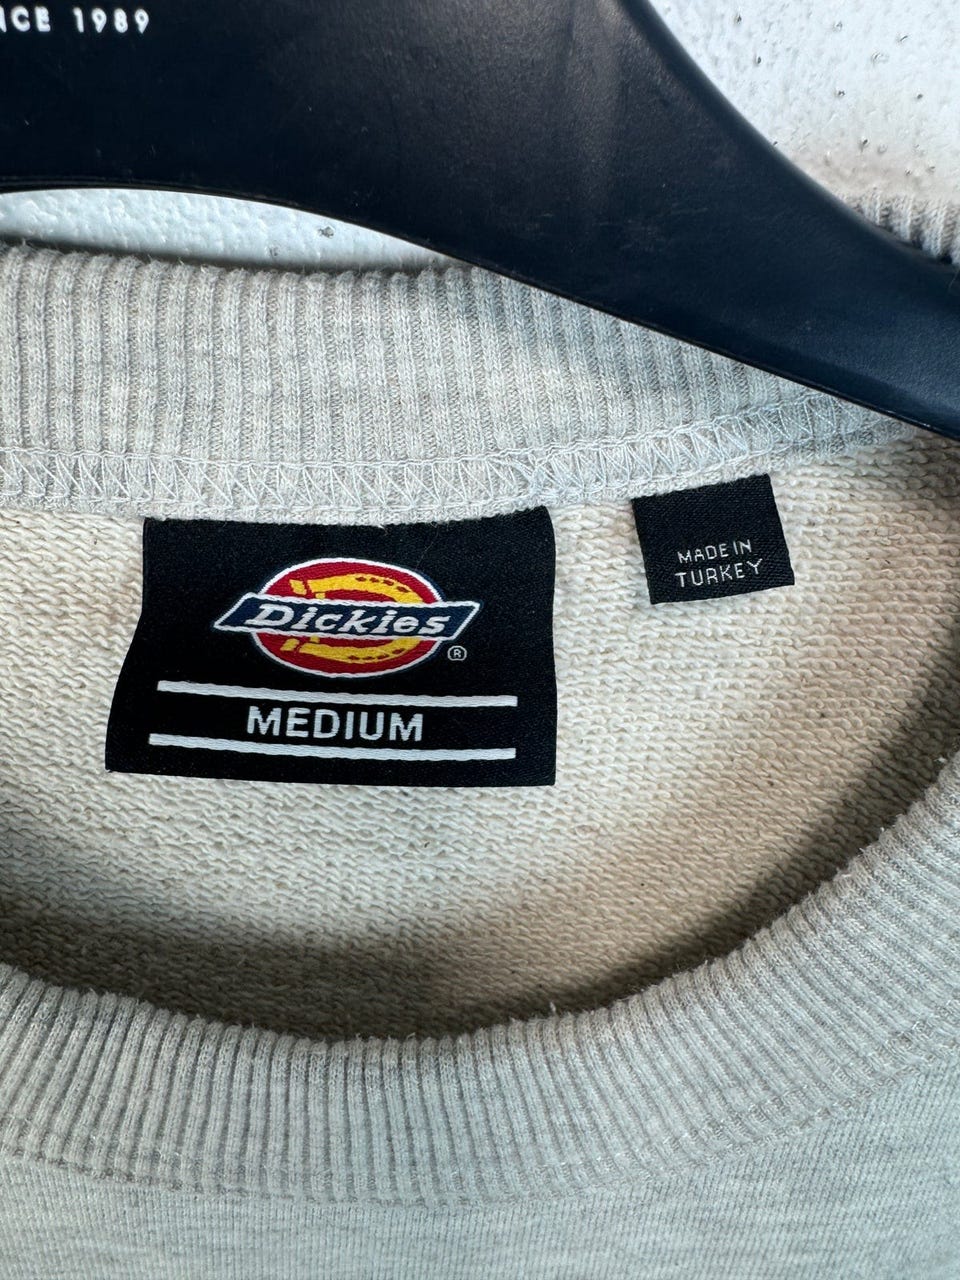 NCE 1989
Dickies
®
MEDIUM
MADE IN
TURKEY